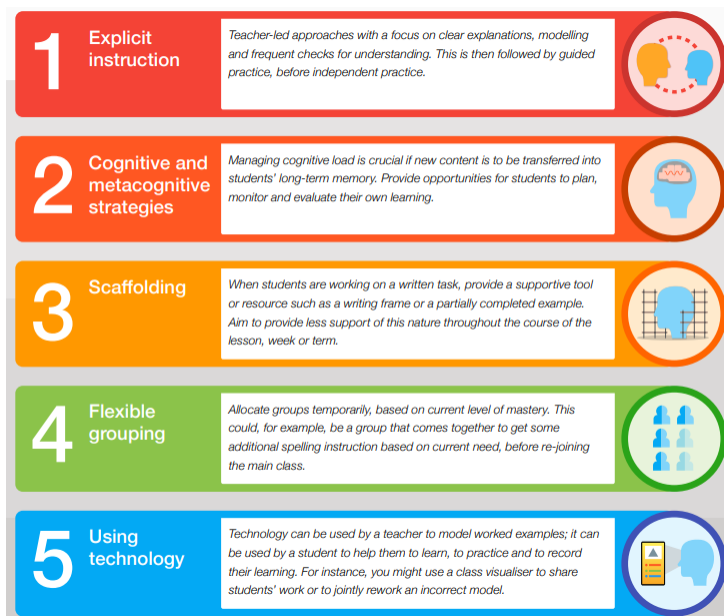 1
Explicit
instruction
Teacher-led approaches with a focus on clear explanations, modelling
and frequent checks for understanding. This is then followed by guided
practice, before independent practice.
2
Cognitive and
metacognitive
strategies
Managing cognitive load is crucial if new content is to be transferred into
students' long-term memory. Provide opportunities for students to plan,
monitor and evaluate their own learning.
3
Scaffolding
When students are working on a written task, provide a supportive tool
or resource such as a writing frame or a partially completed example.
Aim to provide less support of this nature throughout the course of the
lesson, week or term.
4
Flexible
grouping
Allocate groups temporarily, based on current level of mastery. This
could, for example, be a group that comes together to get some
additional spelling instruction based on current need, before re-joining
the main class.
5
Using
technology
Technology can be used by a teacher to model worked examples; it can
be used by a student to help them to learn, to practice and to record
their learning. For instance, you might use a class visualiser to share
students' work or to jointly rework an incorrect model.